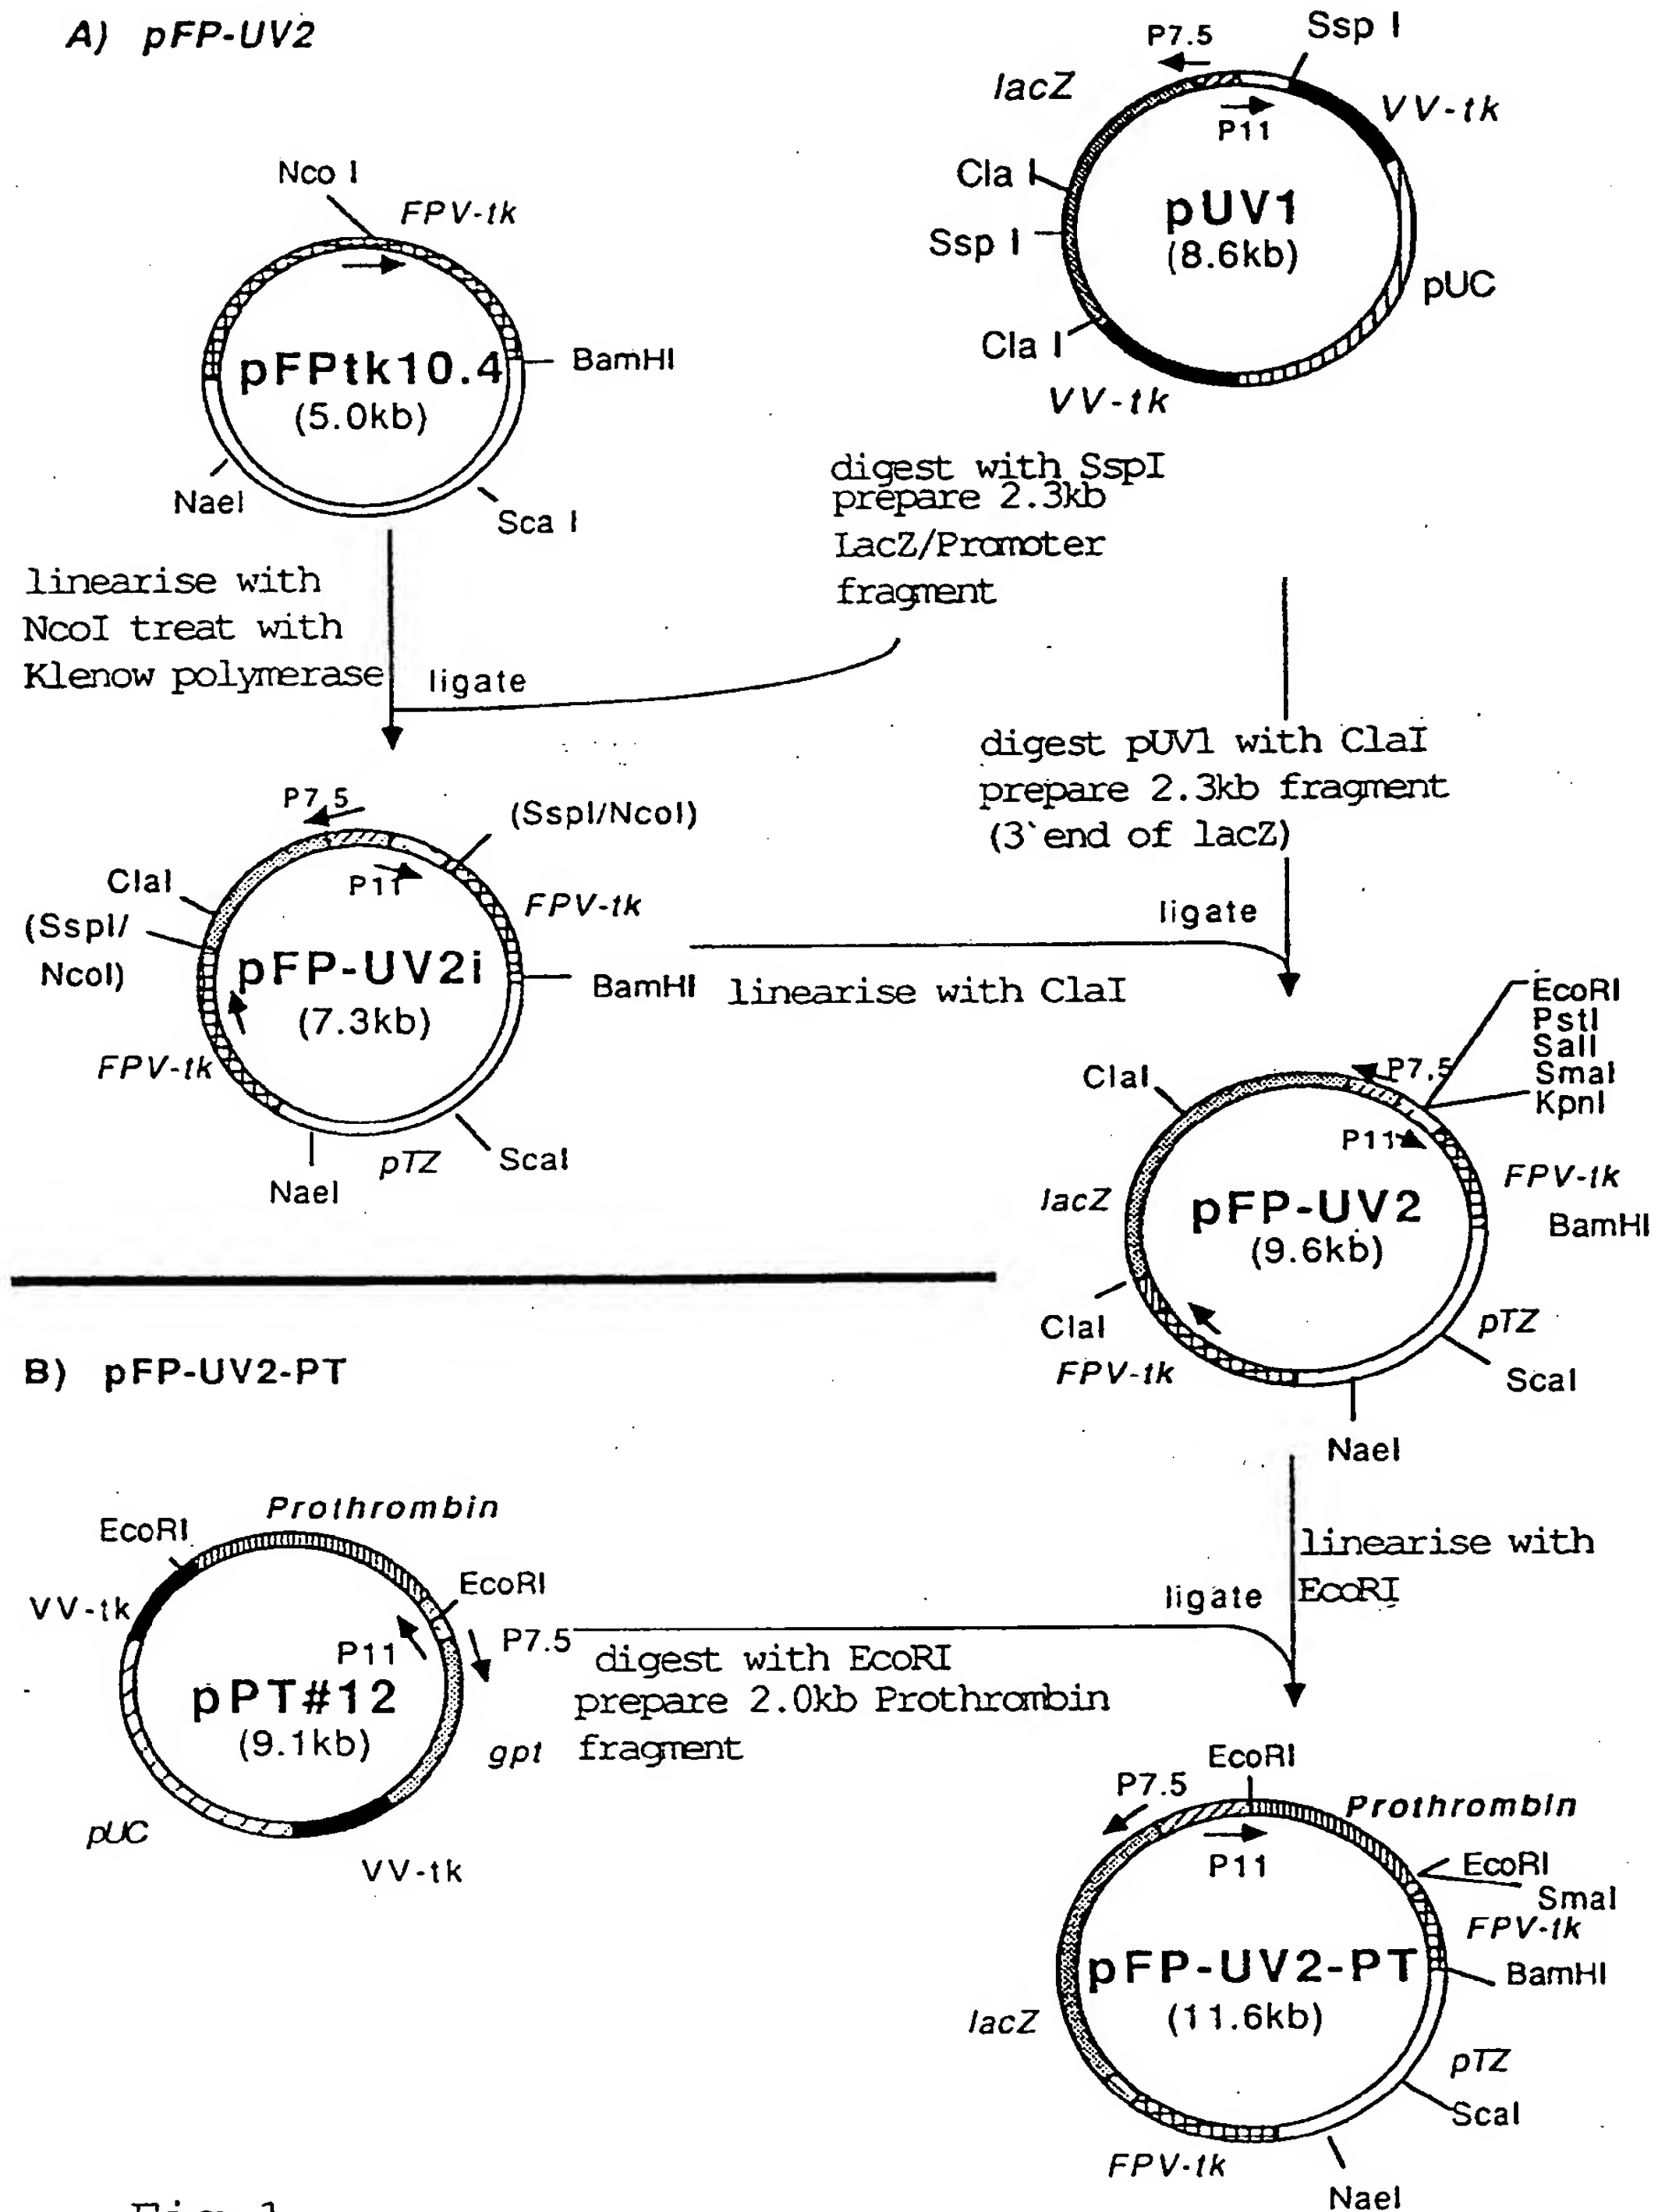 A) pFP-UV2
P7.5
Ssp I
lacZ
VV-tk
P11
Nco I
FPV-tk
Cla I
pUV1
(8.6kb)
Ssp I
pUC
BamHI
pFPtk10.4
(5.0kb)
Cla I
VV-tk
NaeI
Sca I
digest with SspI
prepare 2.3kb
LacZ/Promoter
fragment
linearise with
NcoI treat with
Klenow polymerase
ligate
digest pUV1 with ClaI
prepare 2.3kb fragment
(3`end of lacZ)
P7.5
(SspI/NcoI)
ClaI
P11
FPV-tk
(SspI/
NcoI)
pFP-UV2i
(7.3kb)
BamHI
ligate
linearise with ClaI
FPV-tk
NaeI
pTZ
ScaI
EcoRI
PstI
SalI
SmaI
KpnI
ClaI
P7.5
P11
FPV-tk
lacZ
pFP-UV2
(9.6kb)
BamHI
ClaI
pTZ
FPV-tk
ScaI
NaeI
B) pFP-UV2-PT
Prothrombin
EcoRI
EcoRI
VV-tk
P11
P7.5
pPT#12
(9.1kb)
gpt
pUC
VV-tk
linearise with
EcoRI
ligate
digest with EcoRI
prepare 2.0kb Prothrombin
fragment
EcoRI
P7.5
Prothrombin
P11
EcoRI
SmaI
FPV-tk
pFP-UV2-PT
(11.6kb)
BamHI
lacZ
pTZ
ScaI
FPV-tk
NaeI
Fig. 1